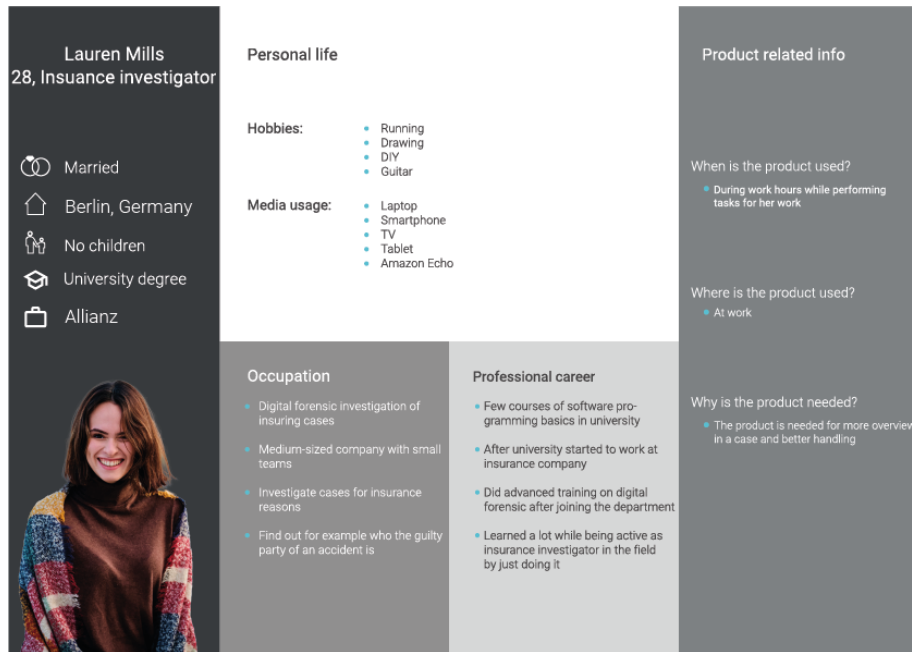 Lauren Mills
28, Insuance investigator
Married
Berlin, Germany
No children
University degree
Allianz
Personal life
Hobbies:
• Running
• Drawing
• DIY
• Guitar
Media usage:
• Laptop
• Smartphone
• TV
• Tablet
• Amazon Echo
Occupation
• Digital forensic investigation of
insuring cases
• Medium-sized company with small
teams
• Investigate cases for insurance
reasons
• Find out for example who the guilty
party of an accident is
Professional career
• Few courses of software pro-
gramming basics in university
• After university started to work at
insurance company
• Did advanced training on digital
forensic after joining the department
• Learned a lot while being active as
insurance investigator in the field
by just doing it
Product related info
When is the product used?
• During work hours while performing
tasks for her work
Where is the product used?
• At work
Why is the product needed?
• The product is needed for more overview
in a case and better handling